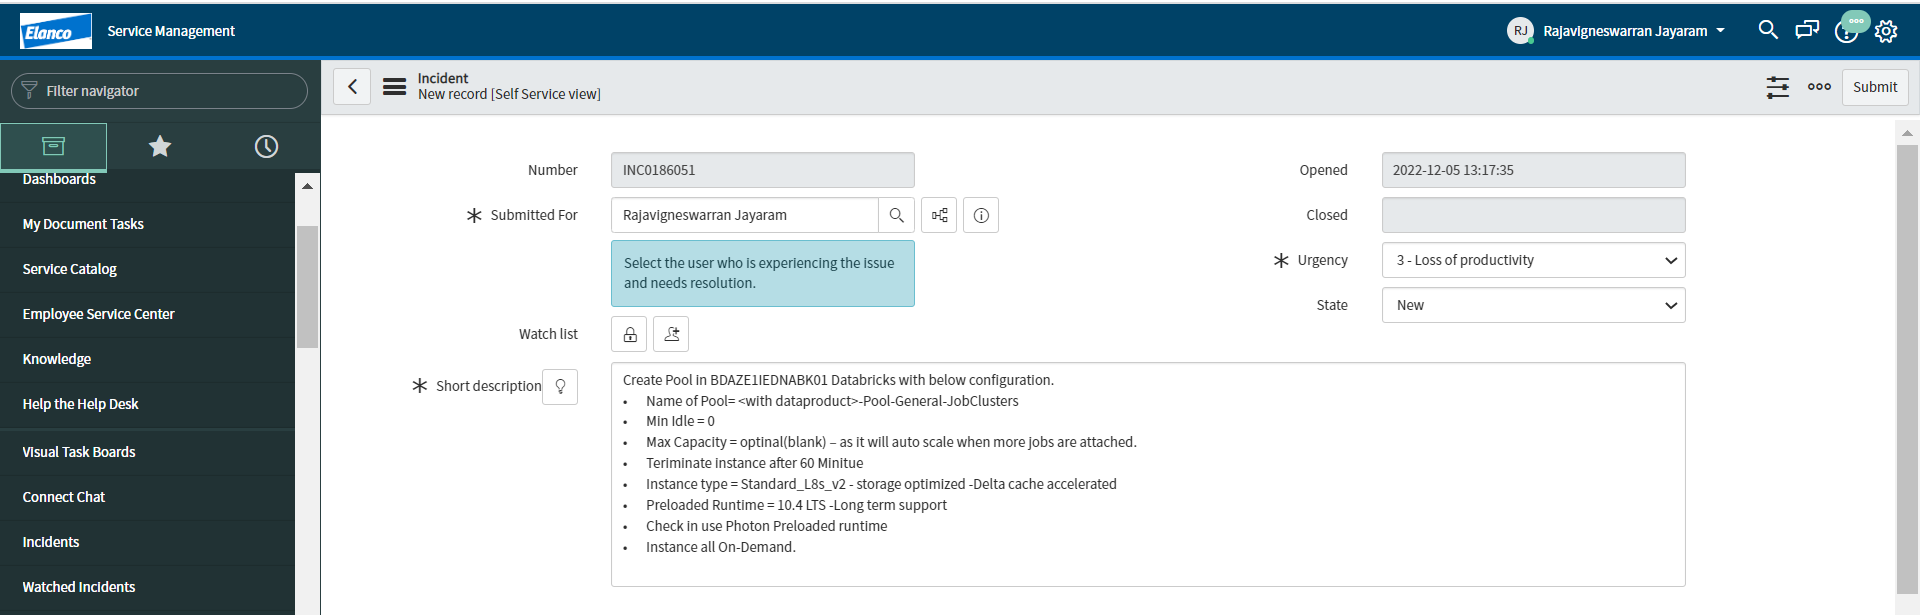 Elanco
Service Management
RJ
Rajavigneswarran Jayaram
Filter navigator
Incident
New record [Self Service view]
Submit
Dashboards
My Document Tasks
Service Catalog
Employee Service Center
Knowledge
Help the Help Desk
Visual Task Boards
Connect Chat
Incidents
Watched Incidents
Number
INC0186051
Opened
2022-12-05 13:17:35
Submitted For
Rajavigneswarran Jayaram
Closed
Select the user who is experiencing the issue
and needs resolution.
Urgency
3 - Loss of productivity
State
New
Watch list
Short description
Create Pool in BDAZE1IEDNABK01 Databricks with below configuration.
• Name of Pool= <with dataproduct>-Pool-General-JobClusters
• Min Idle = 0
• Max Capacity = optinal(blank) – as it will auto scale when more jobs are attached.
• Teriminate instance after 60 Minitue
• Instance type = Standard_L8s_v2 - storage optimized -Delta cache accelerated
• Preloaded Runtime = 10.4 LTS -Long term support
• Check in use Photon Preloaded runtime
• Instance all On-Demand.